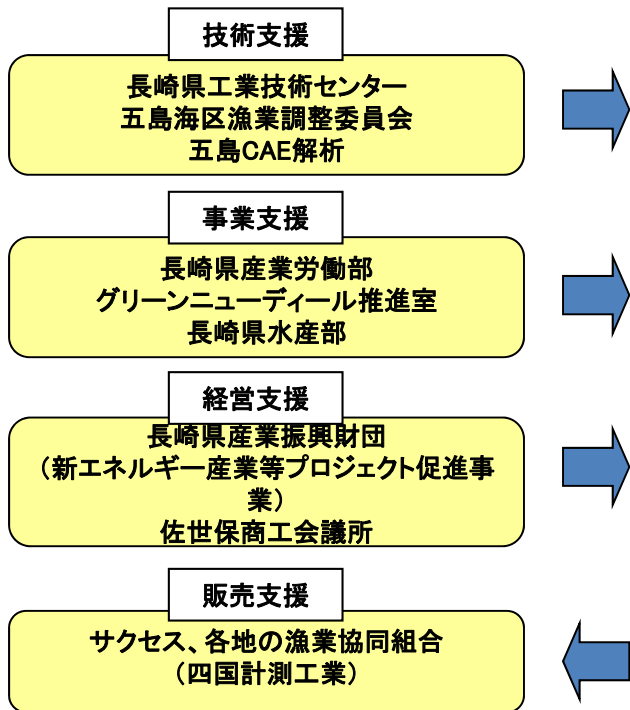 技術支援
長崎県工業技術センター
五島海区漁業調整委員会
五島CAE解析
事業支援
長崎県産業労働部
グリーンニューディール推進室
長崎県水産部
経営支援
長崎県産業振興財団
（新エネルギー産業等プロジェクト促進事
業）
佐世保商工会議所
販売支援
サクセス、各地の漁業協同組合
（四国計測工業）